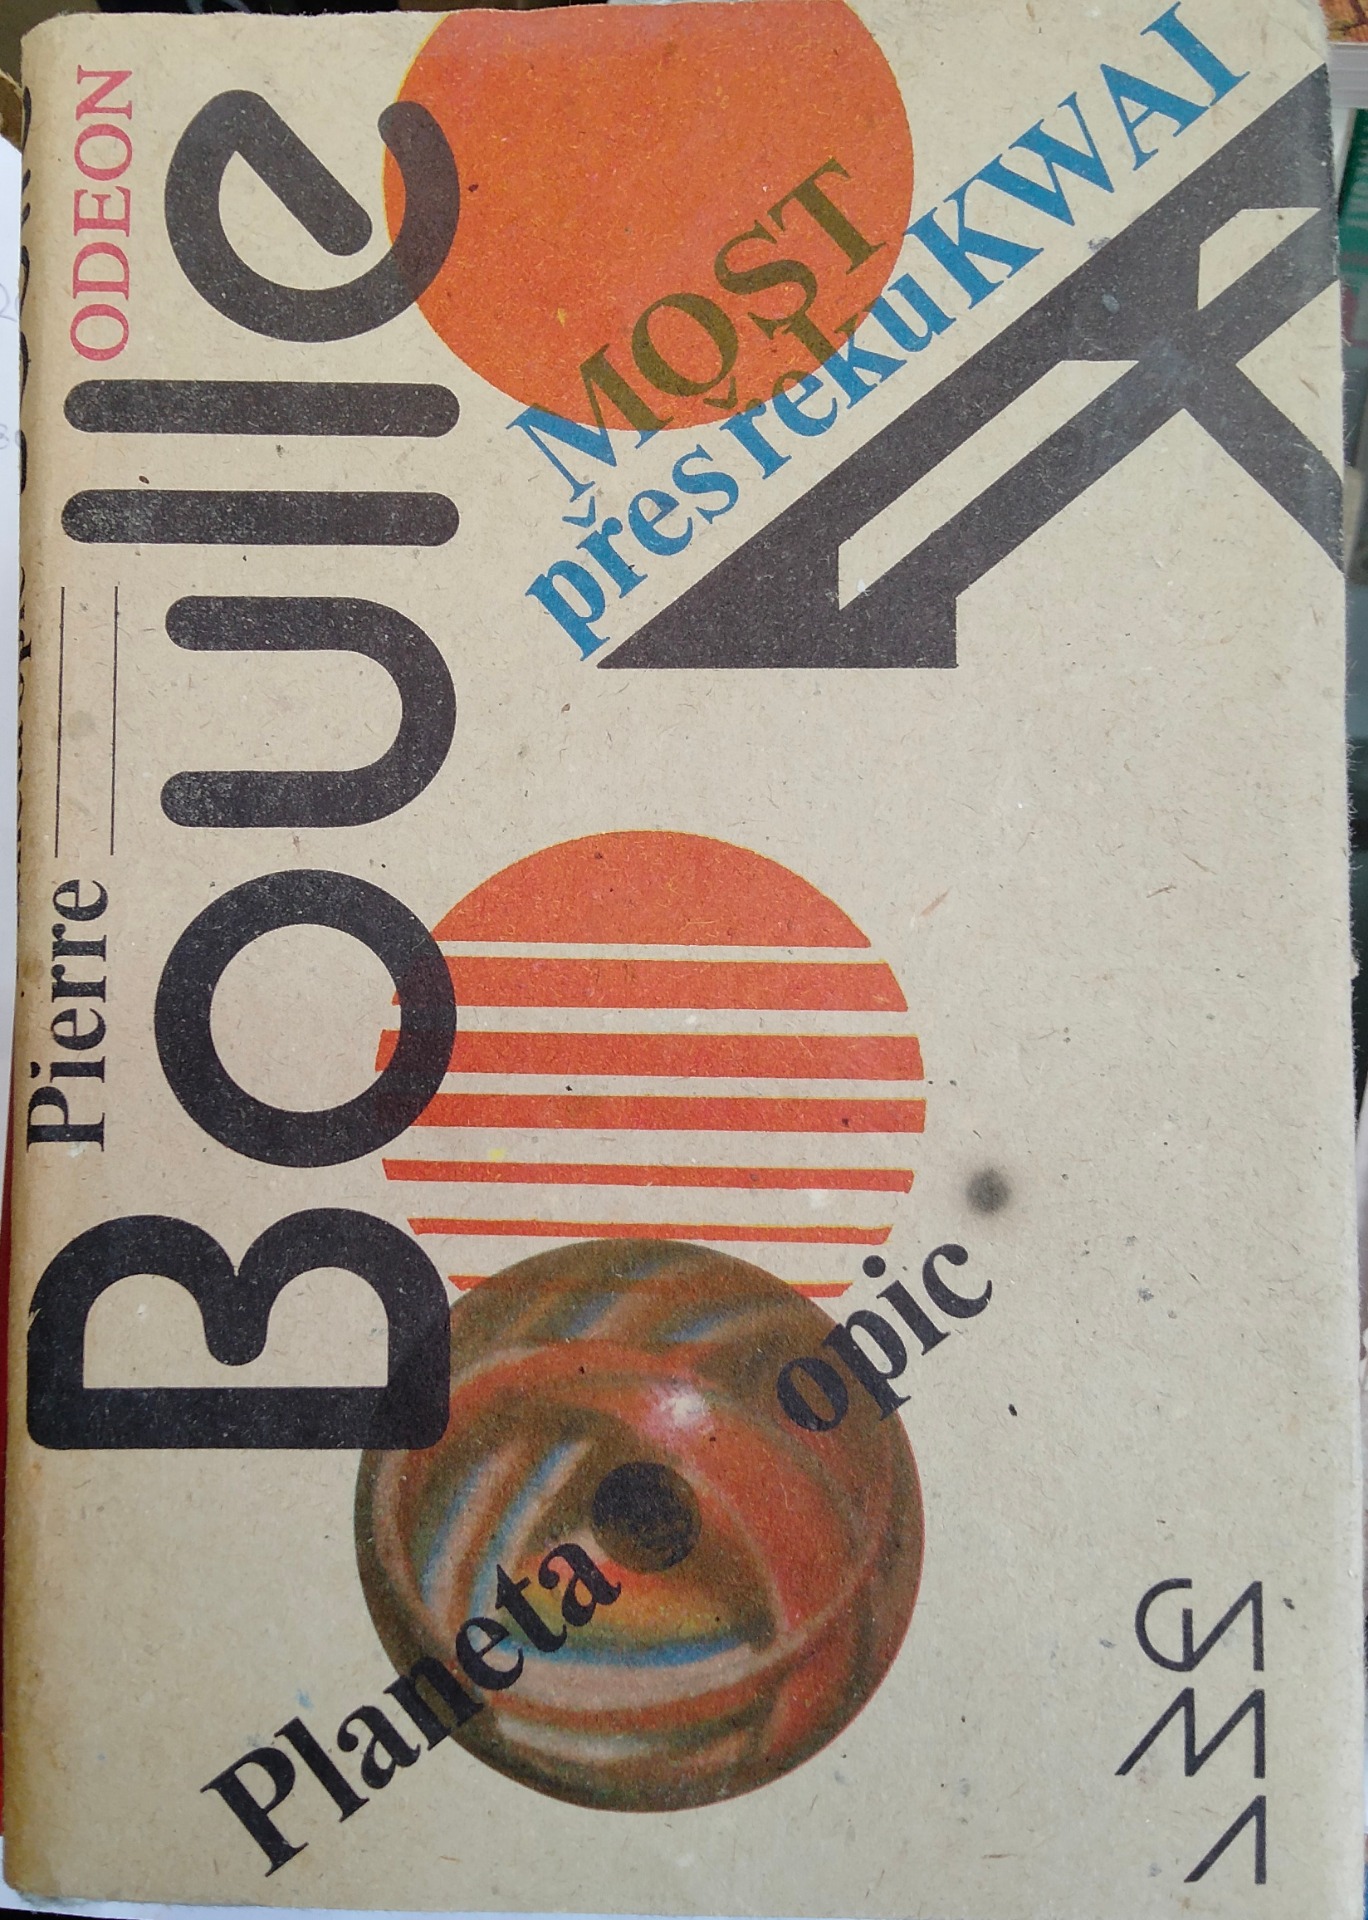 ODEON
Pierre
Boulle
MOST
přes řeku KWAI
Planeta
opic